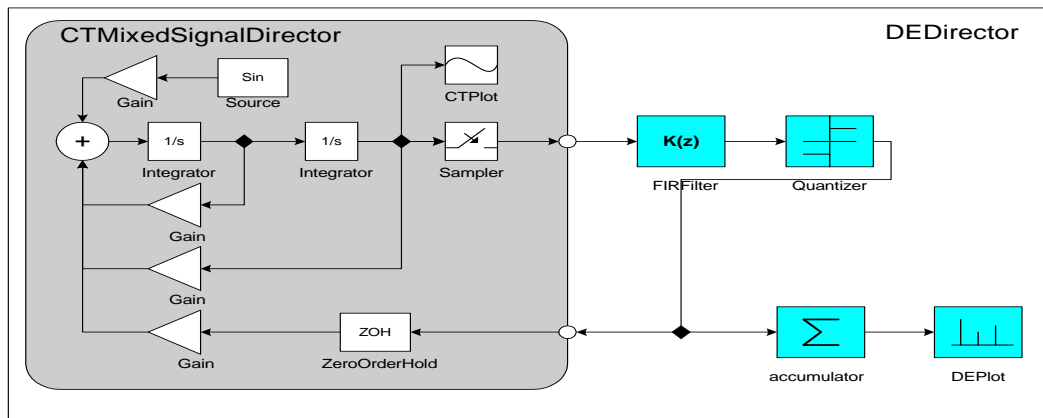 CTMixedSignalDirector
DEDirector
Sin
Gain
Source
CTPlot
+
1/s
1/s
K(z)
Integrator
Integrator
Sampler
FIRFilter
Quantizer
Gain
Gain
ZOH
Σ
Gain
ZeroOrderHold
accumulator
DEPlot